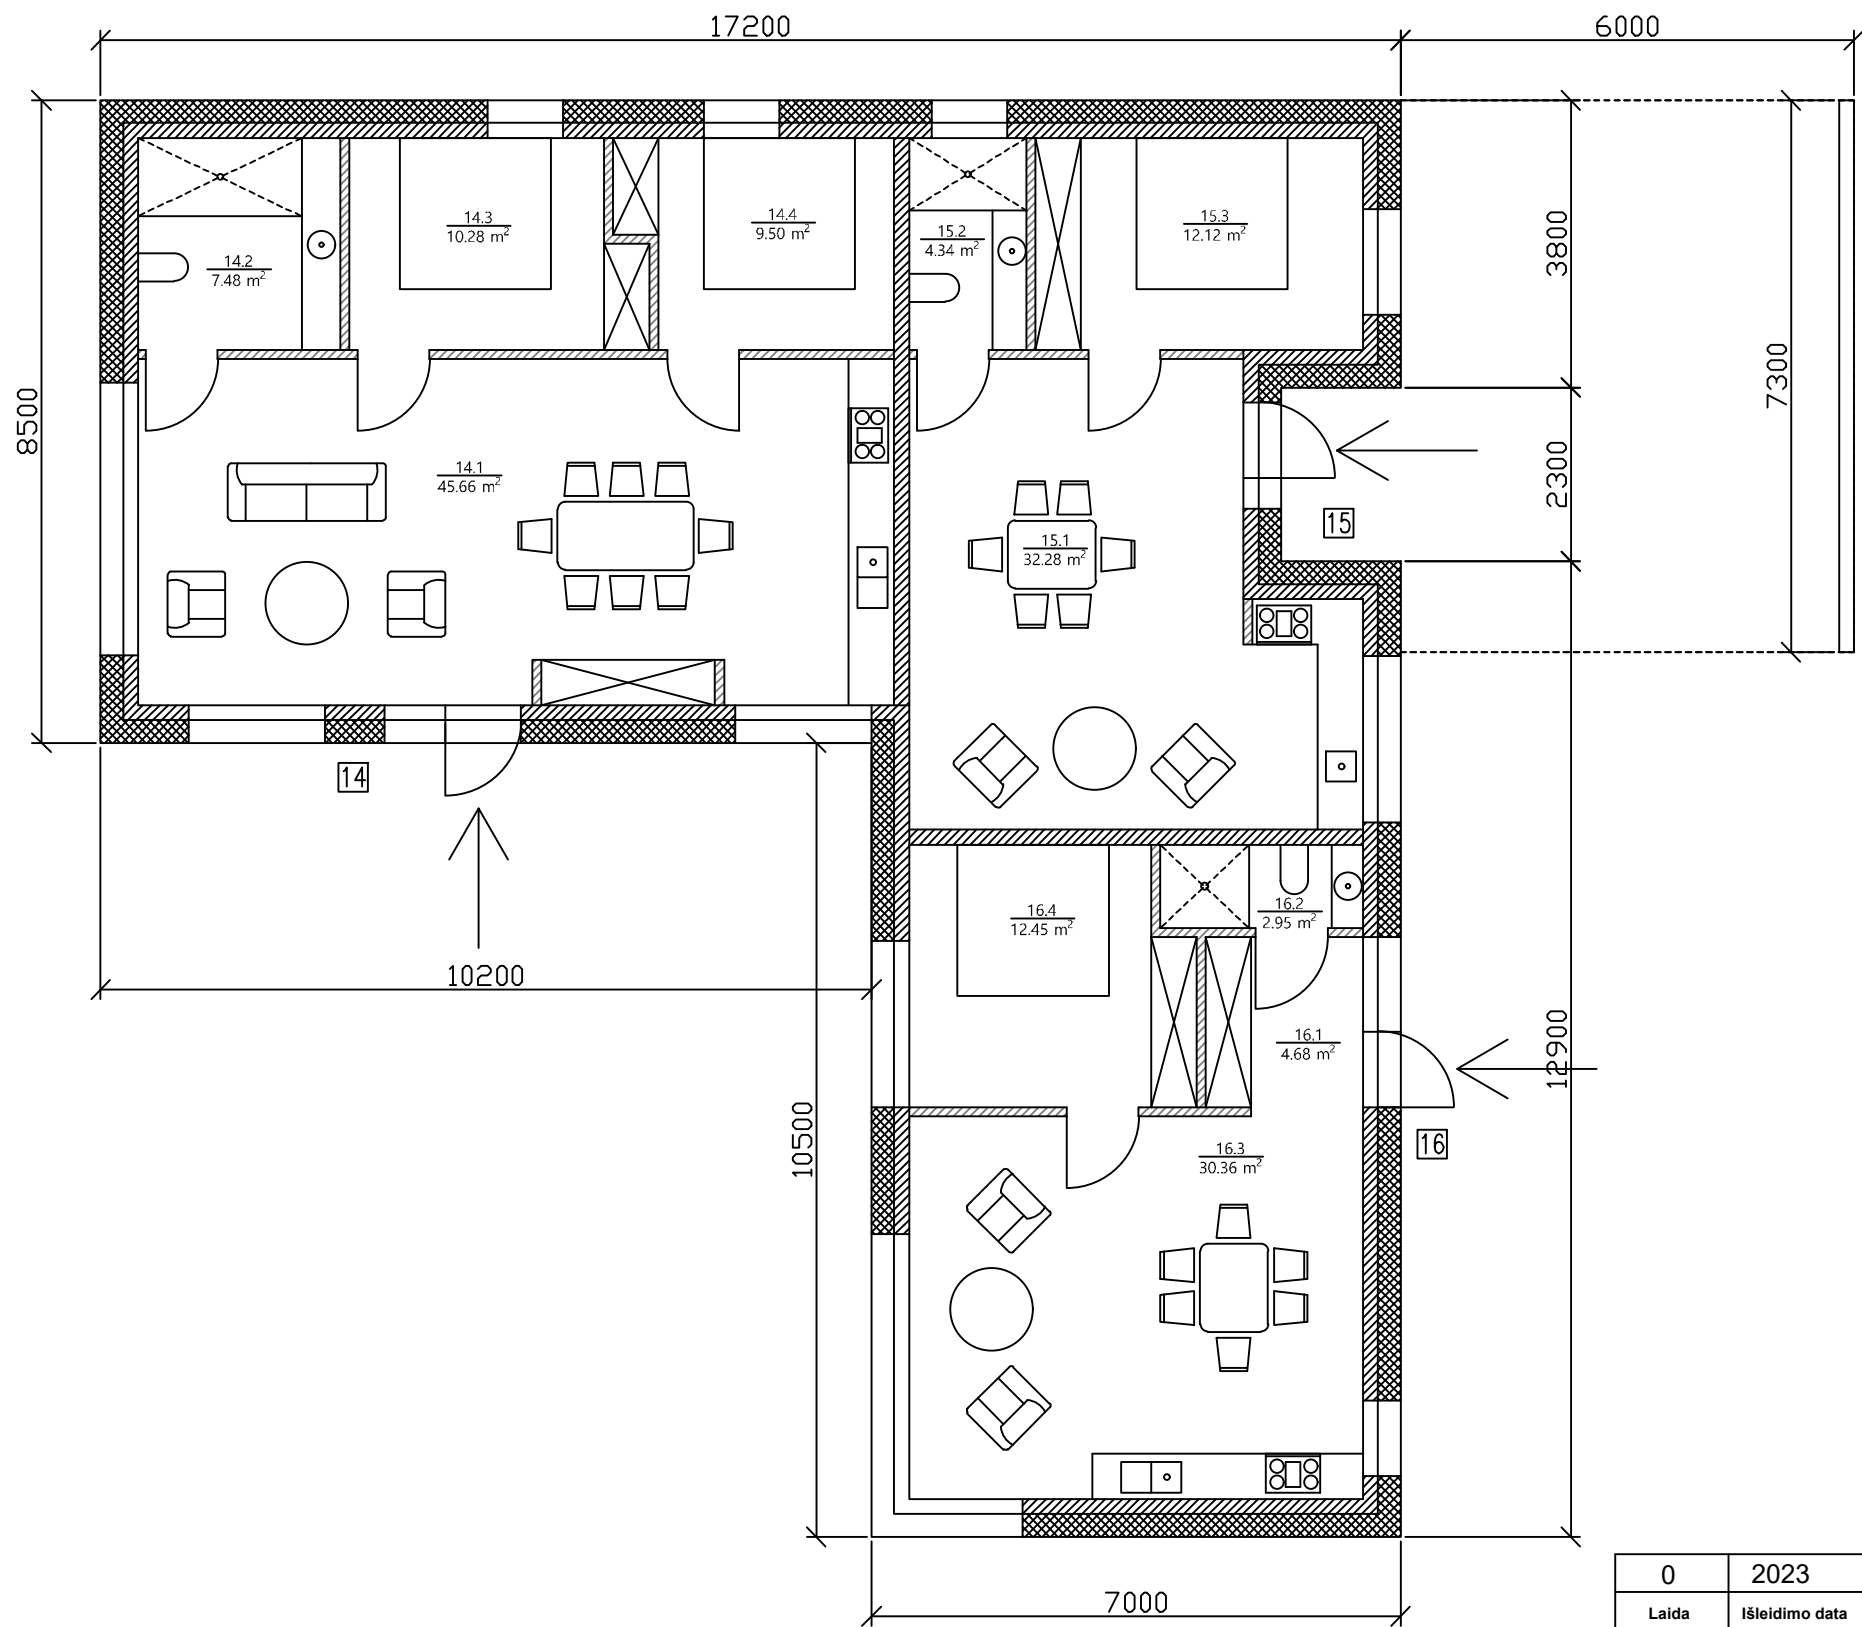 17200
6000
14.3
10.28 m²
14.4
9.50 m²
15.2
4.34 m²
15.3
12.12 m²
14.2
7.48 m²
3800
7300
8500
14.1
45.66 m²
2300
15
15.1
32.28 m²
14
16.4
12.45 m²
16.2
2.95 m²
10200
16.1
4.68 m²
12900
10500
16
16.3
30.36 m²
7000
0 2023
Laida Išleidimo data